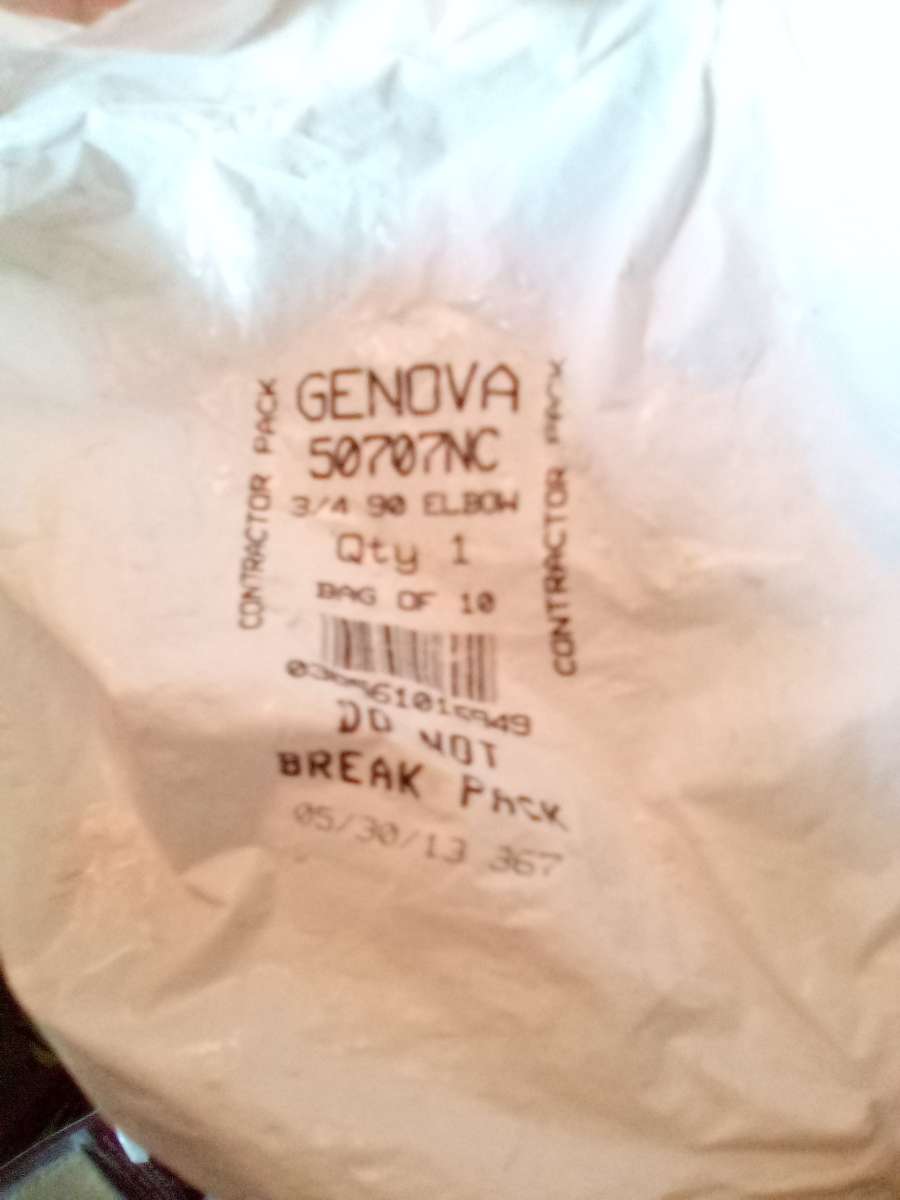 GENOVA
50707NC
3/4 90 ELBOW
Qty 1
BAG OF 10
DO NOT
BREAK PACK
05/30/13 367
CONTRACTOR PACK
CONTRACTOR PACK